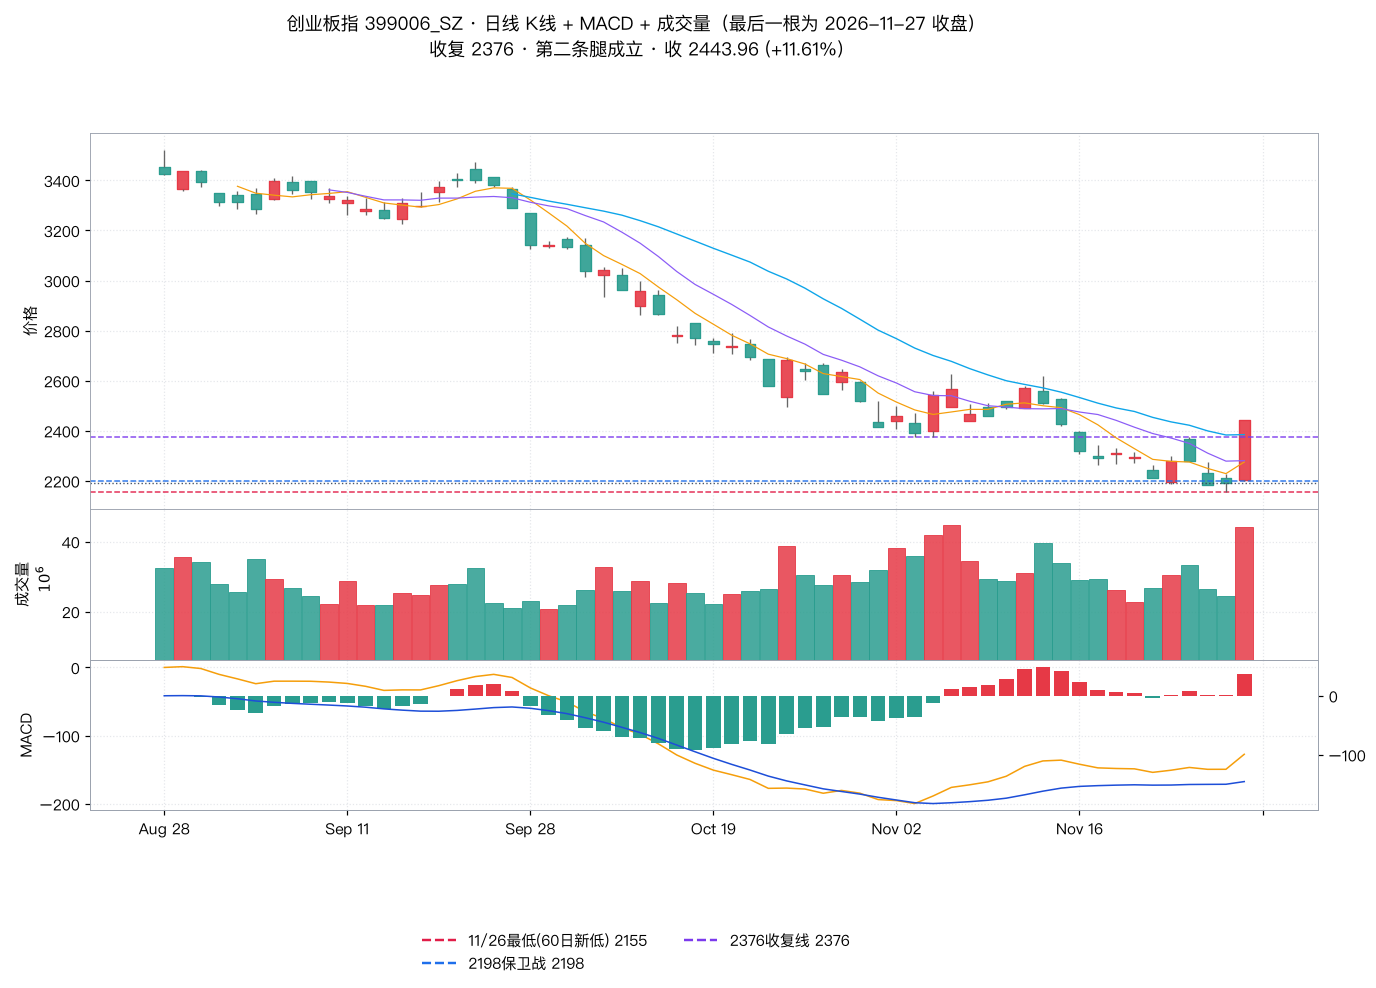 创业板指 399006_SZ · 日线 K线 + MACD + 成交量（最后一根为 2026−11−27 收盘）
收复 2376 · 第二条腿成立 · 收 2443.96 (+11.61%)
价格
3400
3200
3000
2800
2600
2400
2200
成交量
10⁶
40
20
MACD
0
−100
−200
0
−100
Aug 28
Sep 11
Sep 28
Oct 19
Nov 02
Nov 16
11/26最低(60日新低) 2155
2198保卫战 2198
2376收复线 2376